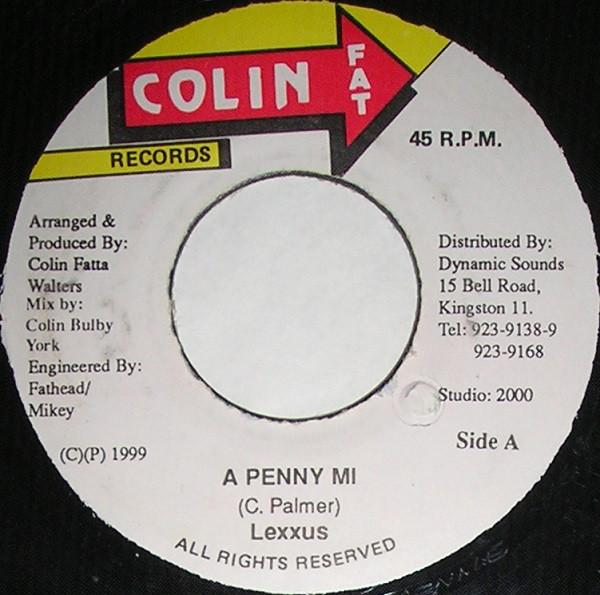 COLIN FAT
RECORDS
45 R.P.M.
Arranged &
Produced By:
Colin Fatta
Walters
Mix by:
Colin Bulby
York
Engineered By:
Fathead/
Mikey
(C)(P) 1999
Distributed By:
Dynamic Sounds
15 Bell Road,
Kingston 11.
Tel: 923-9138-9
923-9168
Studio: 2000
Side A
A PENNY MI
(C. Palmer)
Lexxus
ALL RIGHTS RESERVED